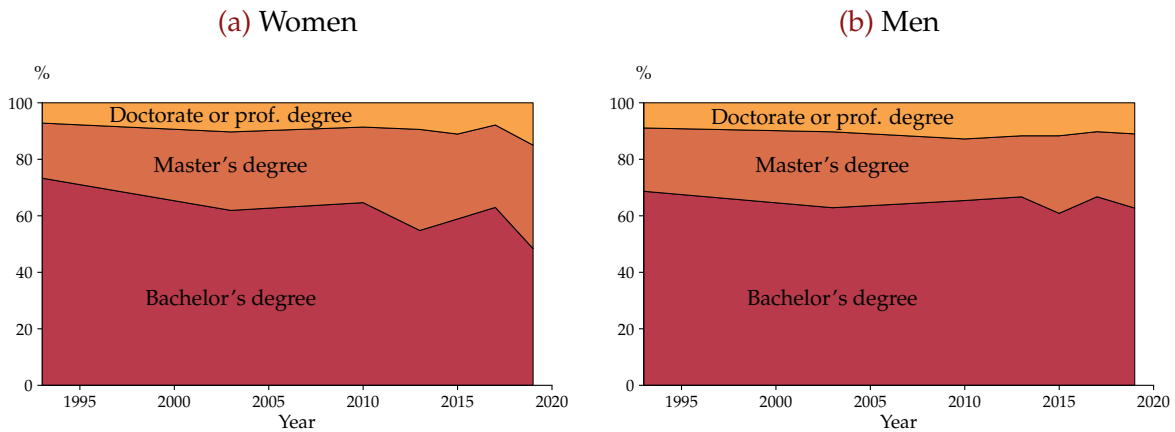 (a) Women
%
100
80
60
40
20
0
Doctorate or prof. degree
Master's degree
Bachelor's degree
1995 2000 2005 2010 2015 2020
Year
(b) Men
%
100
80
60
40
20
0
Doctorate or prof. degree
Master's degree
Bachelor's degree
1995 2000 2005 2010 2015 2020
Year